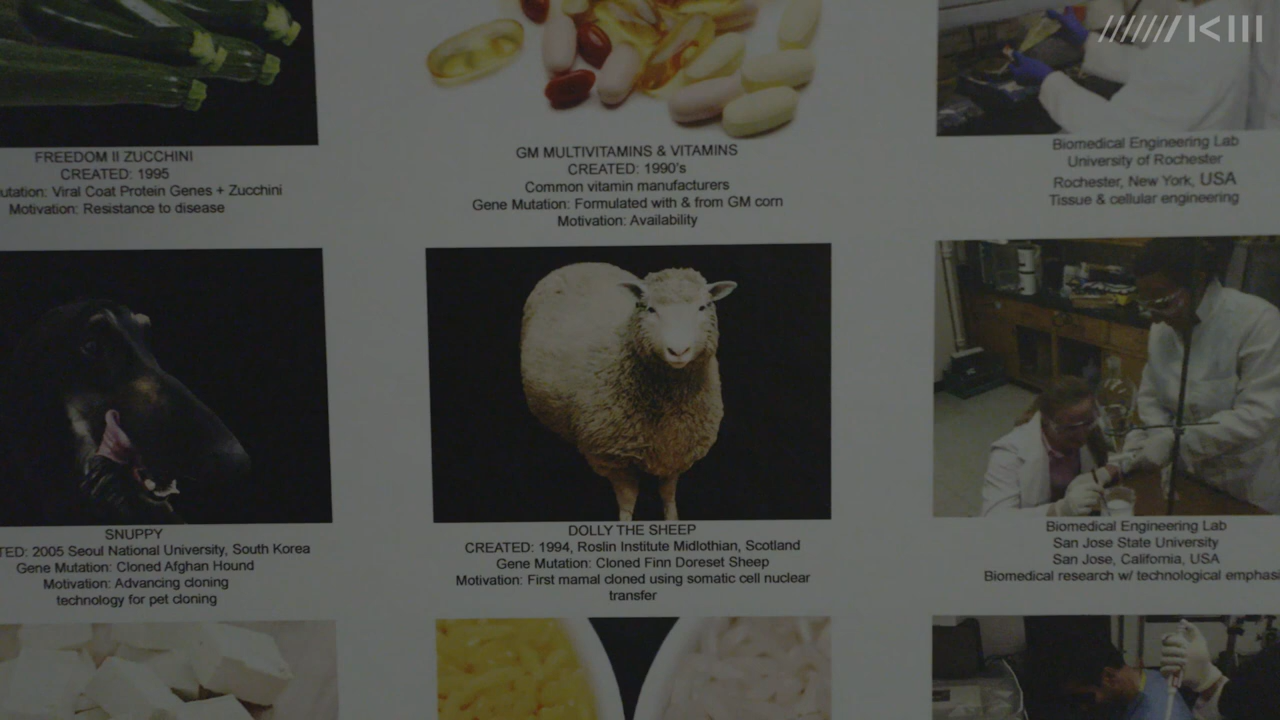 FREEDOM II ZUCCHINI
CREATED: 1995
utation: Viral Coat Protein Genes + Zucchini
Motivation: Resistance to disease
GM MULTIVITAMINS & VITAMINS
CREATED: 1990's
Common vitamin manufacturers
Gene Mutation: Formulated with & from GM corn
Motivation: Availability
Biomedical Engineering Lab
University of Rochester
Rochester, New York, USA
Tissue & cellular engineering
SNUPPY
TED: 2005 Seoul National University, South Korea
Gene Mutation: Cloned Afghan Hound
Motivation: Advancing cloning
technology for pet cloning
DOLLY THE SHEEP
CREATED: 1994, Roslin Institute Midlothian, Scotland
Gene Mutation: Cloned Finn Doreset Sheep
Motivation: First mamal cloned using somatic cell nuclear
transfer
Biomedical Engineering Lab
San Jose State University
San Jose, California, USA
Biomedical research w/ technological emphas